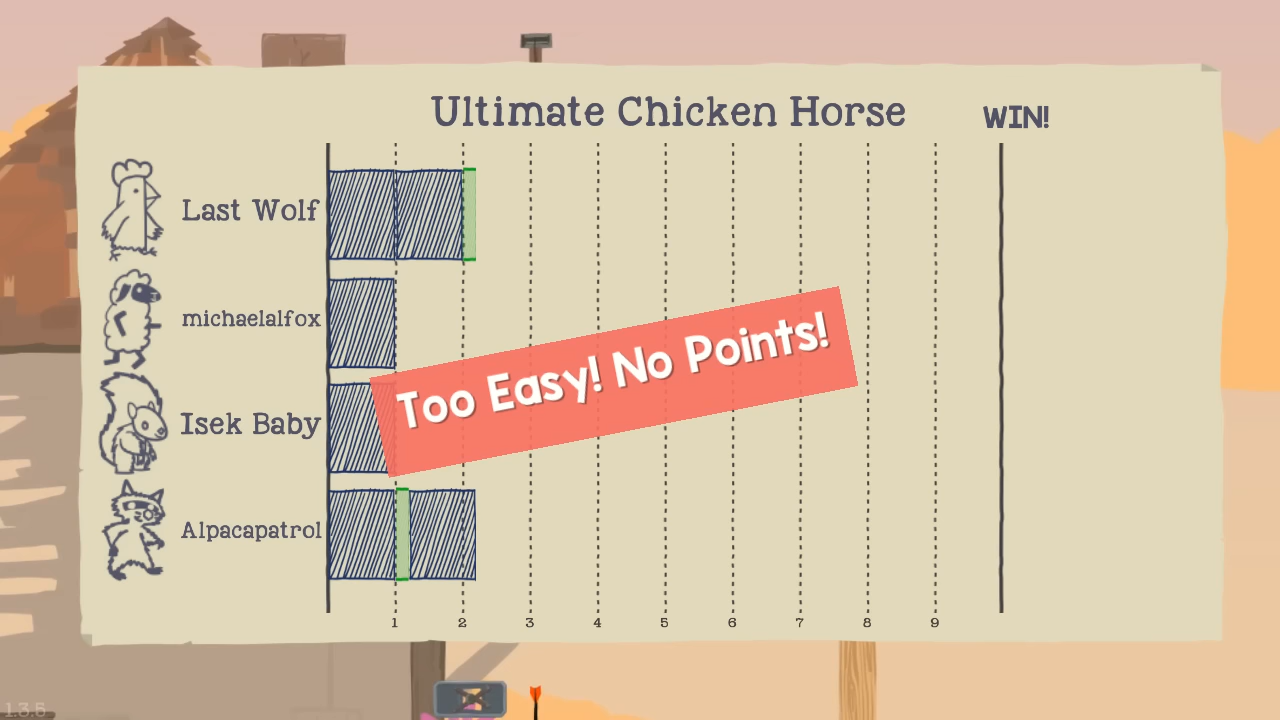 Ultimate Chicken Horse
WIN!
Last Wolf
michaelalfox
Isek Baby
Alpacapatrol
Too Easy! No Points!
1 2 3 4 5 6 7 8 9
1.3.5